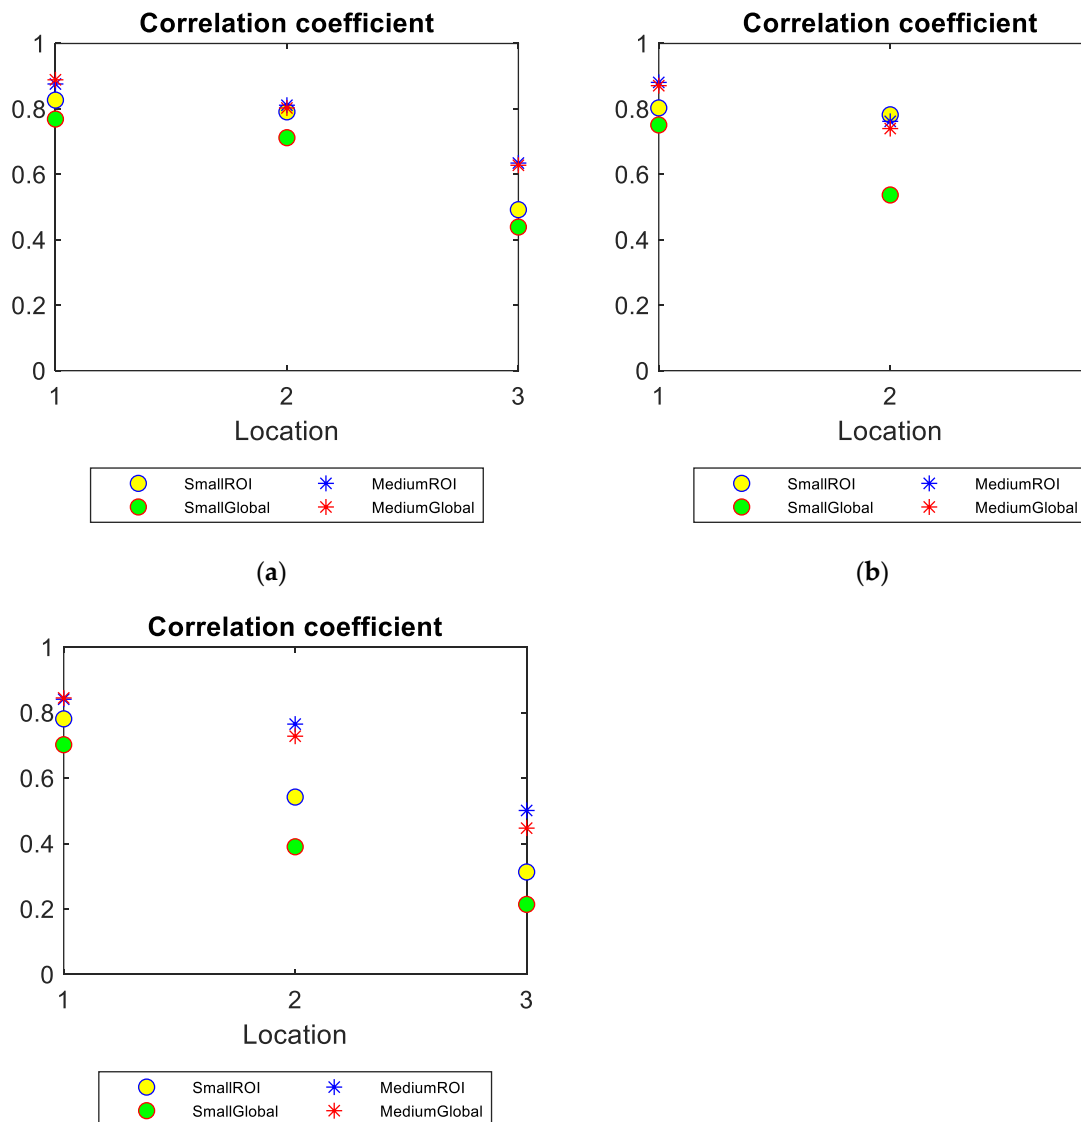 Correlation coefficient
1
0.8
0.6
0.4
0.2
0
1 2 3
Location
SmallROI MediumROI
SmallGlobal MediumGlobal
(a)
Correlation coefficient
1
0.8
0.6
0.4
0.2
0
1 2
Location
SmallROI MediumROI
SmallGlobal MediumGlobal
(b)
Correlation coefficient
1
0.8
0.6
0.4
0.2
0
1 2 3
Location
SmallROI MediumROI
SmallGlobal MediumGlobal